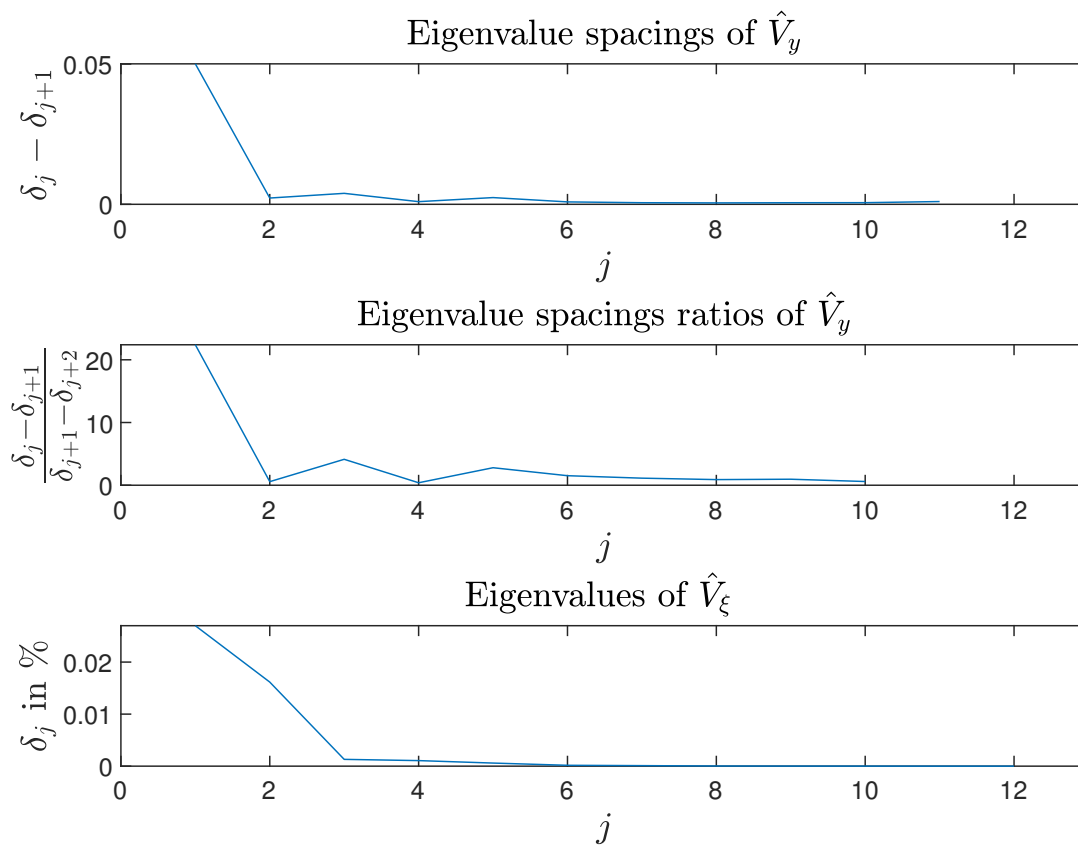 Eigenvalue spacings of V̂_y
δ_j − δ_{j+1}
0.05
0
0 2 4 6 8 10 12
j
Eigenvalue spacings ratios of V̂_y
(δ_j−δ_{j+1})/(δ_{j+1}−δ_{j+2})
20
10
0
0 2 4 6 8 10 12
j
Eigenvalues of V̂_ξ
δ_j in %
0.02
0.01
0
0 2 4 6 8 10 12
j